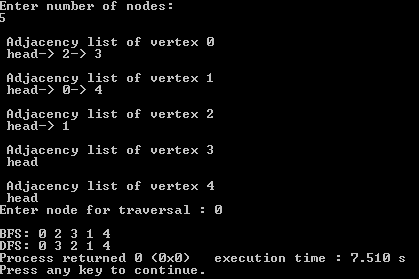 Enter number of nodes:
5
Adjacency list of vertex 0
head-> 2-> 3
Adjacency list of vertex 1
head-> 0-> 4
Adjacency list of vertex 2
head-> 1
Adjacency list of vertex 3
head
Adjacency list of vertex 4
head
Enter node for traversal : 0
BFS: 0 2 3 1 4
DFS: 0 3 2 1 4
Process returned 0 (0x0)   execution time : 7.510 s
Press any key to continue.